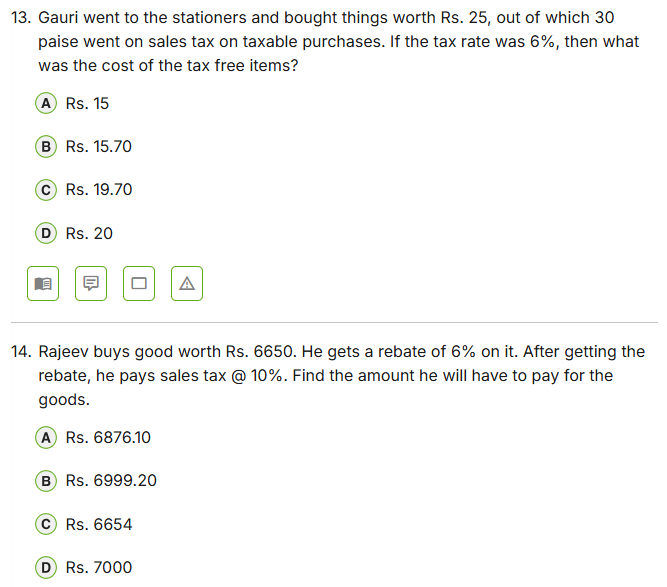 13. Gauri went to the stationers and bought things worth Rs. 25, out of which 30
paise went on sales tax on taxable purchases. If the tax rate was 6%, then what
was the cost of the tax free items?
A Rs. 15
B Rs. 15.70
C Rs. 19.70
D Rs. 20
14. Rajeev buys good worth Rs. 6650. He gets a rebate of 6% on it. After getting the
rebate, he pays sales tax @ 10%. Find the amount he will have to pay for the
goods.
A Rs. 6876.10
B Rs. 6999.20
C Rs. 6654
D Rs. 7000